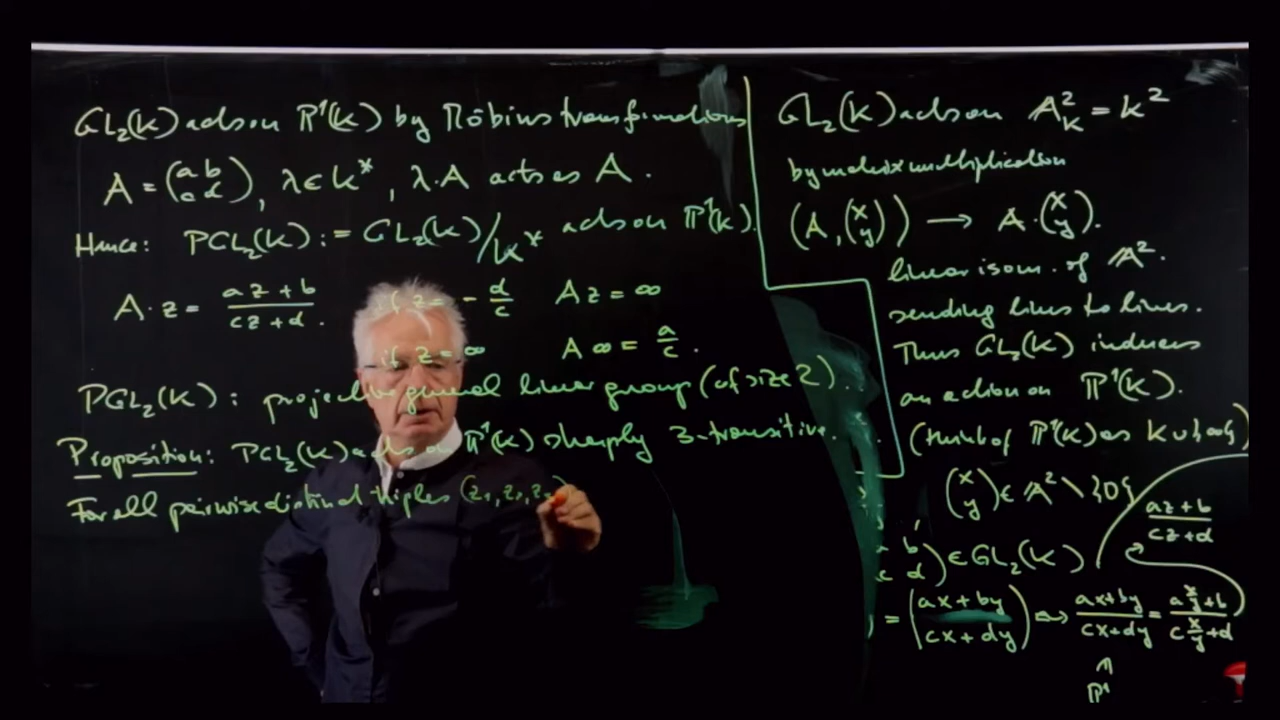 GL₂(k) acts on P¹(k) by Möbius transformations
A = (a b / c d), λ ∈ k*, λ·A acts as A.
Hence: PGL₂(k) := GL₂(k)/k* acts on P¹(k).
A·z = (az + b)/(cz + d). if z = - d/c A z = ∞
if z = ∞ A ∞ = a/c.
PGL₂(k): projective general linear group (of size 2).
Proposition: PGL₂(k) acts on P¹(k) sharply 3-transitive.
For all pairwise distinct triples (z₁, z₂, z₃)
GL₂(k) acts on A²ₖ = k²
by matrix multiplication
(A, (x / y)) → A·(x / y).
linear isom. of A².
sending lines to lines.
Thus GL₂(k) induces
an action on P¹(k).
(think of P¹(k) as k ∪ {∞})
(x / y) ∈ A² \ {0}
(az + b)/(cz + d)
(a b / c d) ∈ GL₂(k)
= (ax + by / cx + dy) ⇔ (ax + by)/(cx + dy) = (a x/y + b)/(c x/y + d)
⇑
P¹